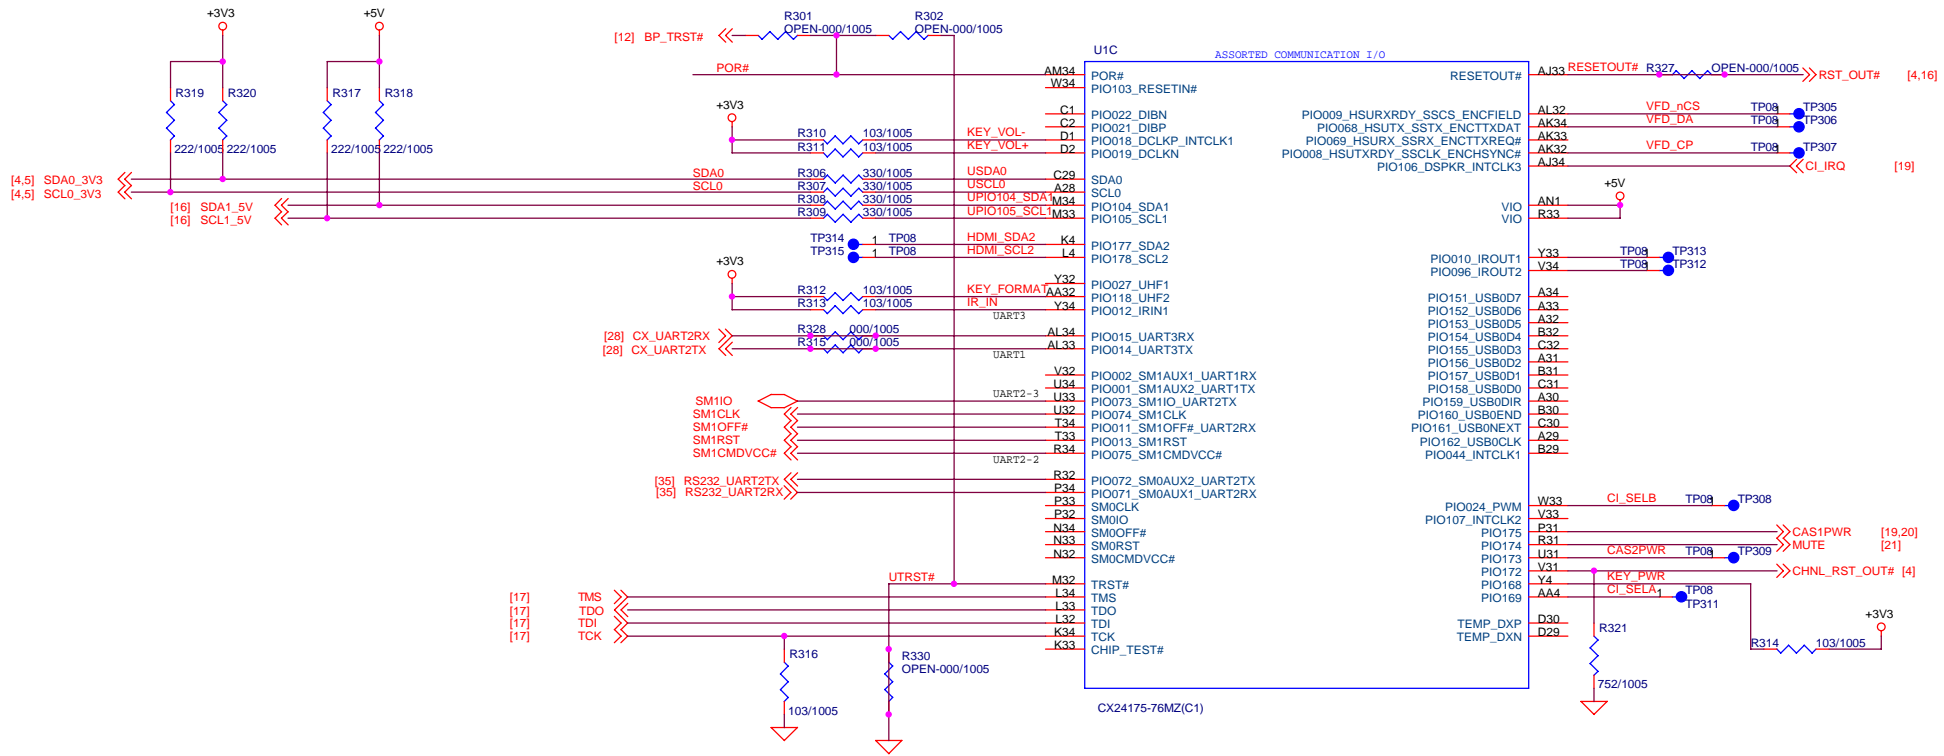 +3V3
+5V
R319
R320
R317
R318
222/1005
222/1005
222/1005
222/1005
[4,5] SDA0_3V3
[4,5] SCL0_3V3
[16] SDA1_5V
[16] SCL1_5V
[12] BP_TRST#
R301
OPEN-000/1005
R302
OPEN-000/1005
POR#
+3V3
R310 103/1005 KEY_VOL-
R311 103/1005 KEY_VOL+
SDA0 R306 330/1005 USDA0
SCL0 R307 330/1005 USCL0
R308 330/1005 UPIO104_SDA1
R309 330/1005 UPIO105_SCL1
TP314 1 TP08 HDMI_SDA2
TP315 1 TP08 HDMI_SCL2
+3V3
R312 103/1005 KEY_FORMAT
R313 103/1005 IR_IN
UART3
[28] CX_UART2RX R328 000/1005
[28] CX_UART2TX R315 000/1005
UART1
UART2-3
SM1IO
SM1CLK
SM1OFF#
SM1RST
SM1CMDVCC#
UART2-2
[35] RS232_UART2TX
[35] RS232_UART2RX
UTRST#
[17] TMS
[17] TDO
[17] TDI
[17] TCK
R316
103/1005
R330
OPEN-000/1005
U1C
ASSORTED COMMUNICATION I/O
AM34 POR#
W34 PIO103_RESETIN#
C1 PIO022_DIBN
C2 PIO021_DIBP
D1 PIO018_DCLKP_INTCLK1
D2 PIO019_DCLKN
C29 SDA0
A28 SCL0
M34 PIO104_SDA1
M33 PIO105_SCL1
K4 PIO177_SDA2
L4 PIO178_SCL2
Y32 PIO027_UHF1
AA32 PIO118_UHF2
Y34 PIO012_IRIN1
AL34 PIO015_UART3RX
AL33 PIO014_UART3TX
V32 PIO002_SM1AUX1_UART1RX
U34 PIO001_SM1AUX2_UART1TX
U33 PIO073_SM1IO_UART2TX
U32 PIO074_SM1CLK
T34 PIO011_SM1OFF#_UART2RX
T33 PIO013_SM1RST
R34 PIO075_SM1CMDVCC#
R32 PIO072_SM0AUX2_UART2TX
P34 PIO071_SM0AUX1_UART2RX
P33 SM0CLK
P32 SM0IO
N34 SM0OFF#
N33 SM0RST
N32 SM0CMDVCC#
M32 TRST#
L34 TMS
L33 TDO
L32 TDI
K34 TCK
K33 CHIP_TEST#
CX24175-76MZ(C1)
RESETOUT# AJ33 RESETOUT# R327 OPEN-000/1005 RST_OUT# [4,16]
PIO009_HSURXRDY_SSCS_ENCFIELD AL32 VFD_nCS TP08 1 TP305
PIO068_HSUTX_SSTX_ENCTTXDAT AK34 VFD_DA TP08 1 TP306
PIO069_HSURX_SSRX_ENCTTXREQ# AK33
PIO008_HSUTXRDY_SSCLK_ENCHSYNC# AK32 VFD_CP TP08 1 TP307
PIO106_DSPKR_INTCLK3 AJ34 CI_IRQ [19]
+5V
VIO AN1
VIO R33
PIO010_IROUT1 Y33 TP08 1 TP313
PIO096_IROUT2 V34 TP08 1 TP312
PIO151_USB0D7 A34
PIO152_USB0D6 A33
PIO153_USB0D5 A32
PIO154_USB0D4 B32
PIO155_USB0D3 C32
PIO156_USB0D2 A31
PIO157_USB0D1 B31
PIO158_USB0D0 C31
PIO159_USB0DIR A30
PIO160_USB0END B30
PIO161_USB0NEXT C30
PIO162_USB0CLK A29
PIO044_INTCLK1 B29
PIO024_PWM W33 CI_SELB TP08 1 TP308
PIO107_INTCLK2 V33
PIO175 P31 CAS1PWR [19,20]
PIO174 R31 MUTE [21]
PIO173 U31 CAS2PWR TP08 1 TP309
PIO172 V31 CHNL_RST_OUT# [4]
PIO168 Y4 KEY_PWR
PIO169 AA4 CI_SELA 1 TP08
TP311
TEMP_DXP D30
TEMP_DXN D29
R321
752/1005
+3V3
R314 103/1005